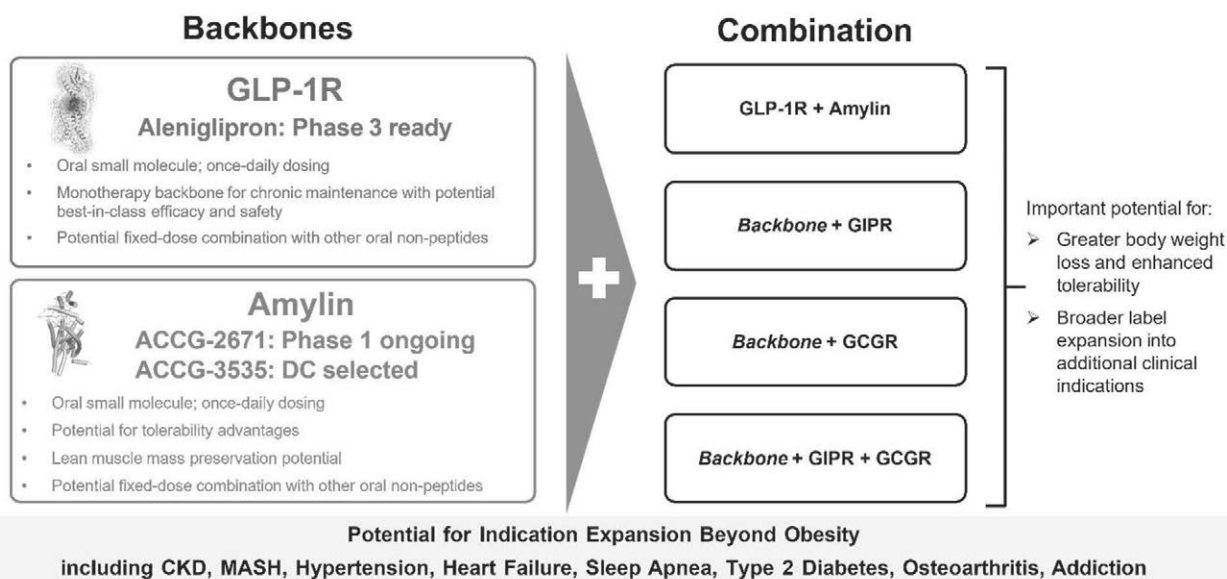 Backbones
GLP-1R
Aleniglipron: Phase 3 ready
• Oral small molecule; once-daily dosing
• Monotherapy backbone for chronic maintenance with potential
best-in-class efficacy and safety
• Potential fixed-dose combination with other oral non-peptides
Amylin
ACCG-2671: Phase 1 ongoing
ACCG-3535: DC selected
• Oral small molecule; once-daily dosing
• Potential for tolerability advantages
• Lean muscle mass preservation potential
• Potential fixed-dose combination with other oral non-peptides
Combination
GLP-1R + Amylin
Backbone + GIPR
Backbone + GCGR
Backbone + GIPR + GCGR
Important potential for:
➢ Greater body weight
loss and enhanced
tolerability
➢ Broader label
expansion into
additional clinical
indications
Potential for Indication Expansion Beyond Obesity
including CKD, MASH, Hypertension, Heart Failure, Sleep Apnea, Type 2 Diabetes, Osteoarthritis, Addiction